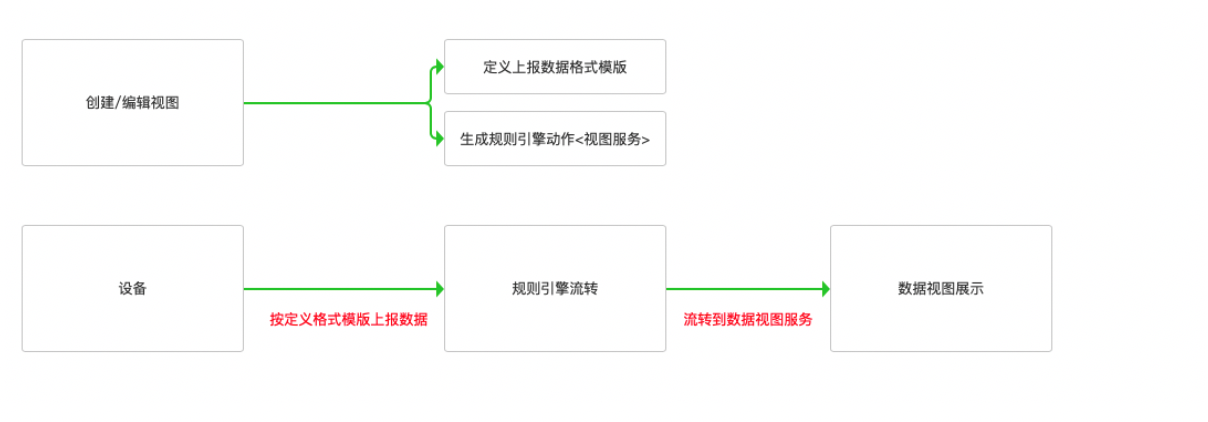 定义上报数据格式模版
创建/编辑视图
生成规则引擎动作<视图服务>
设备
规则引擎流转
数据视图展示
按定义格式模版上报数据
流转到数据视图服务